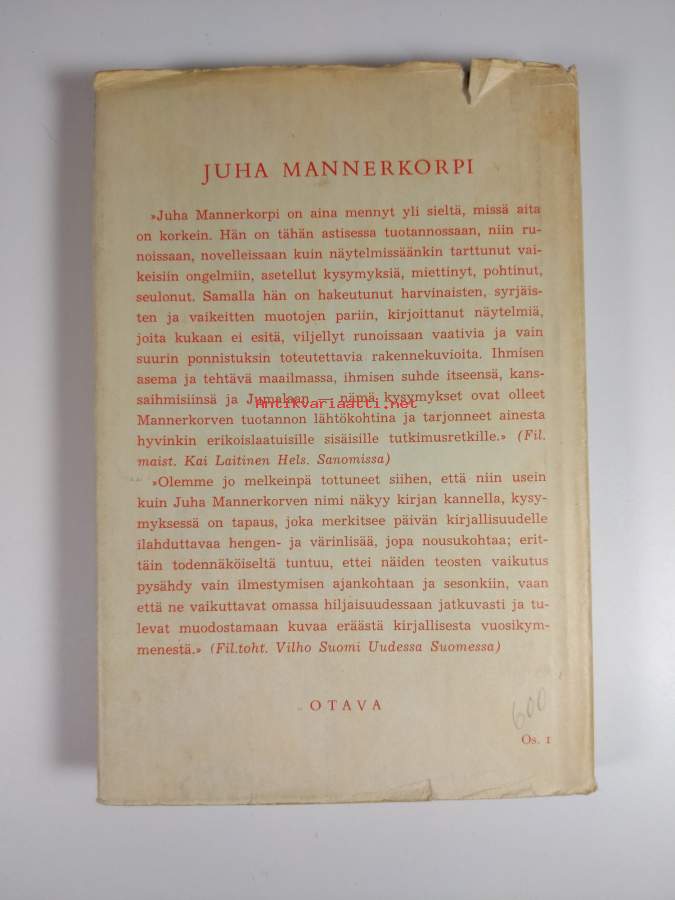 JUHA MANNERKORPI
»Juha Mannerkorpi on aina mennyt yli sieltä, missä aita
on korkein. Hän on tähän astisessa tuotannossaan, niin ru-
noissaan, novelleissaan kuin näytelmissäänkin tarttunut vai-
keisiin ongelmiin, asetellut kysymyksiä, miettinyt, pohtinut,
seulonut. Samalla hän on hakeutunut harvinaisten, syrjäis-
ten ja vaikeitten muotojen pariin, kirjoittanut näytelmiä,
joita kukaan ei esitä, viljellyt runoissaan vaativia ja vain
suurin ponnistuksin toteutettavia rakennekuvioita. Ihmisen
asema ja tehtävä maailmassa, ihmisen suhde itseensä, kans-
saihmisiinsä ja Jumalaan — nämä kysymykset ovat olleet
Antikvariaatti.net
Mannerkorven tuotannon lähtökohtina ja tarjonneet ainesta
hyvinkin erikoislaatuisille sisäisille tutkimusretkille.» (Fil.
maist. Kai Laitinen Hels. Sanomissa)
»Olemme jo melkeinpä tottuneet siihen, että niin usein
kuin Juha Mannerkorven nimi näkyy kirjan kannella, kysy-
myksessä on tapaus, joka merkitsee päivän kirjallisuudelle
ilahduttavaa hengen- ja värinlisää, jopa nousukohtaa; erit-
täin todennäköiseltä tuntuu, ettei näiden teosten vaikutus
pysähdy vain ilmestymisen ajankohtaan ja sesonkiin, vaan
että ne vaikuttavat omassa hiljaisuudessaan jatkuvasti ja tu-
levat muodostamaan kuvaa eräästä kirjallisesta vuosikym-
menestä.» (Fil.toht. Vilho Suomi Uudessa Suomessa)
OTAVA
600
Os. 1